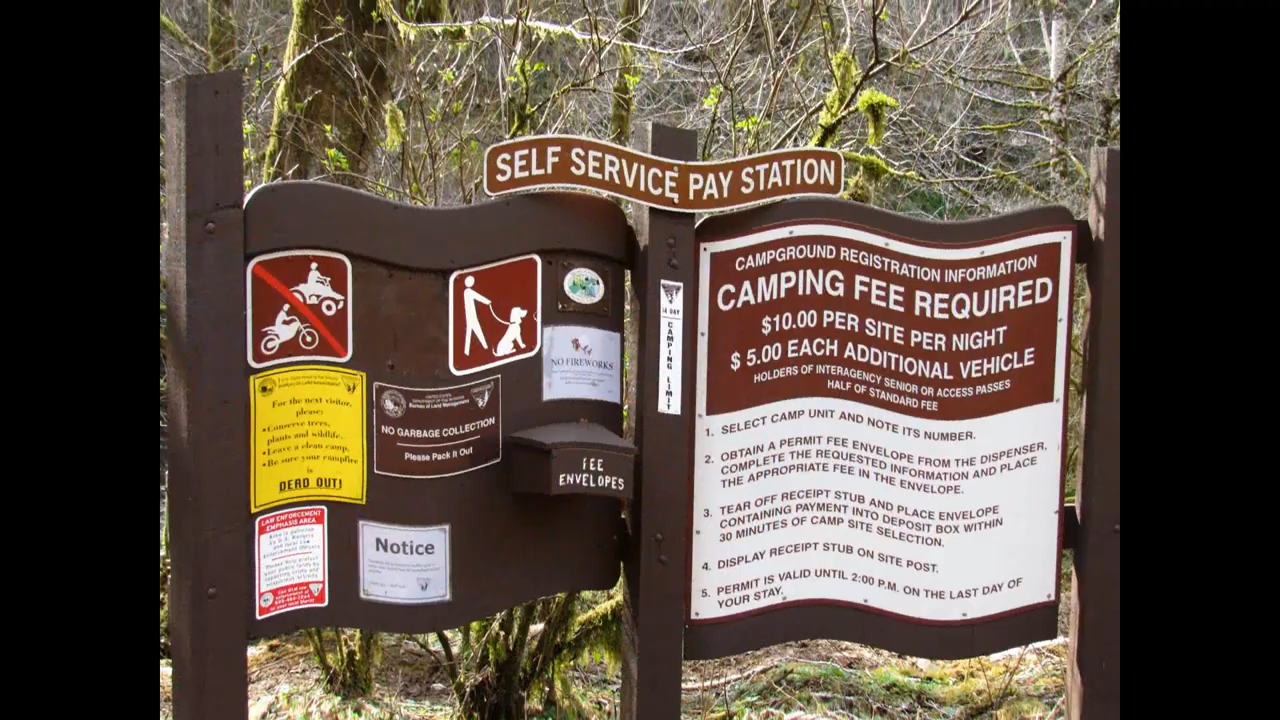 SELF SERVICE PAY STATION
For the next visitor,
please:
•Conserve trees,
plants and wildlife.
•Leave a clean camp.
•Be sure your campfire
is
DEAD OUT!
Bureau of Land Management
NO GARBAGE COLLECTION
Please Pack It Out
NO FIREWORKS
FEE
ENVELOPES
LAW ENFORCEMENT
EMPHASIS AREA
Notice
14 DAY
CAMPING LIMIT
CAMPGROUND REGISTRATION INFORMATION
CAMPING FEE REQUIRED
$10.00 PER SITE PER NIGHT
$ 5.00 EACH ADDITIONAL VEHICLE
HOLDERS OF INTERAGENCY SENIOR OR ACCESS PASSES
HALF OF STANDARD FEE
1. SELECT CAMP UNIT AND NOTE ITS NUMBER.
2. OBTAIN A PERMIT FEE ENVELOPE FROM THE DISPENSER.
COMPLETE THE REQUESTED INFORMATION AND PLACE
THE APPROPRIATE FEE IN THE ENVELOPE.
3. TEAR OFF RECEIPT STUB AND PLACE ENVELOPE
CONTAINING PAYMENT INTO DEPOSIT BOX WITHIN
30 MINUTES OF CAMP SITE SELECTION.
4. DISPLAY RECEIPT STUB ON SITE POST.
5. PERMIT IS VALID UNTIL 2:00 P.M. ON THE LAST DAY OF
YOUR STAY.